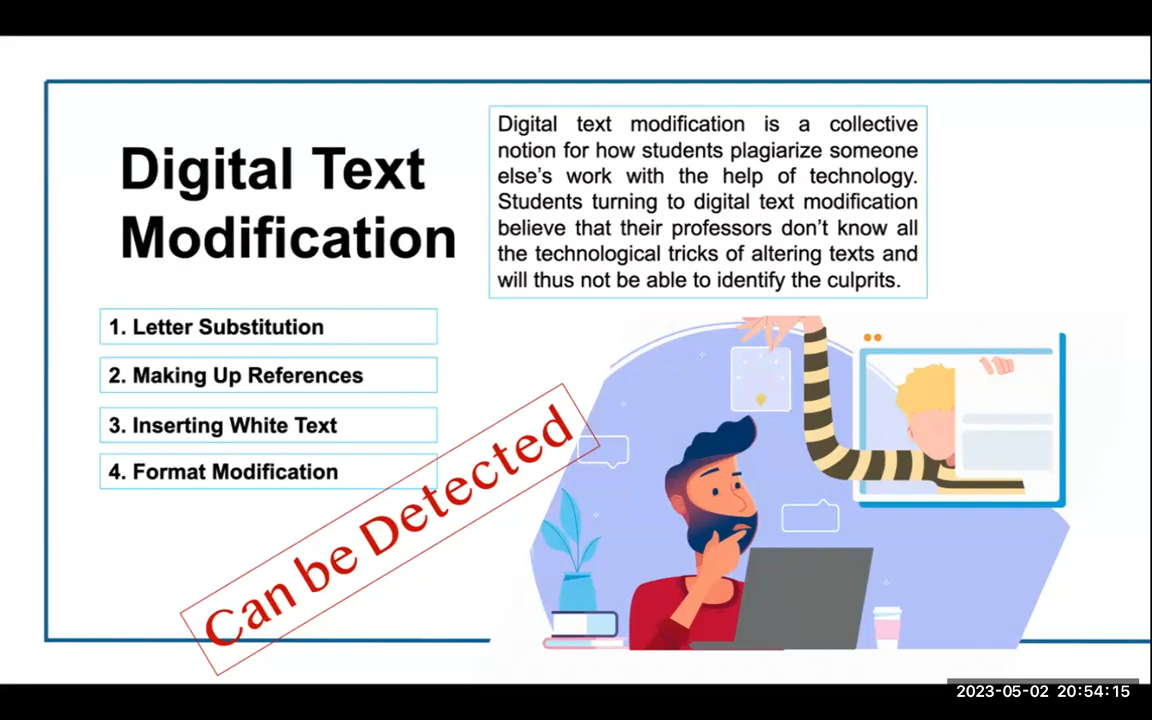 Digital Text
Modification
Digital text modification is a collective
notion for how students plagiarize someone
else's work with the help of technology.
Students turning to digital text modification
believe that their professors don't know all
the technological tricks of altering texts and
will thus not be able to identify the culprits.
1. Letter Substitution
2. Making Up References
3. Inserting White Text
4. Format Modification
Can be Detected
2023-05-02 20:54:15